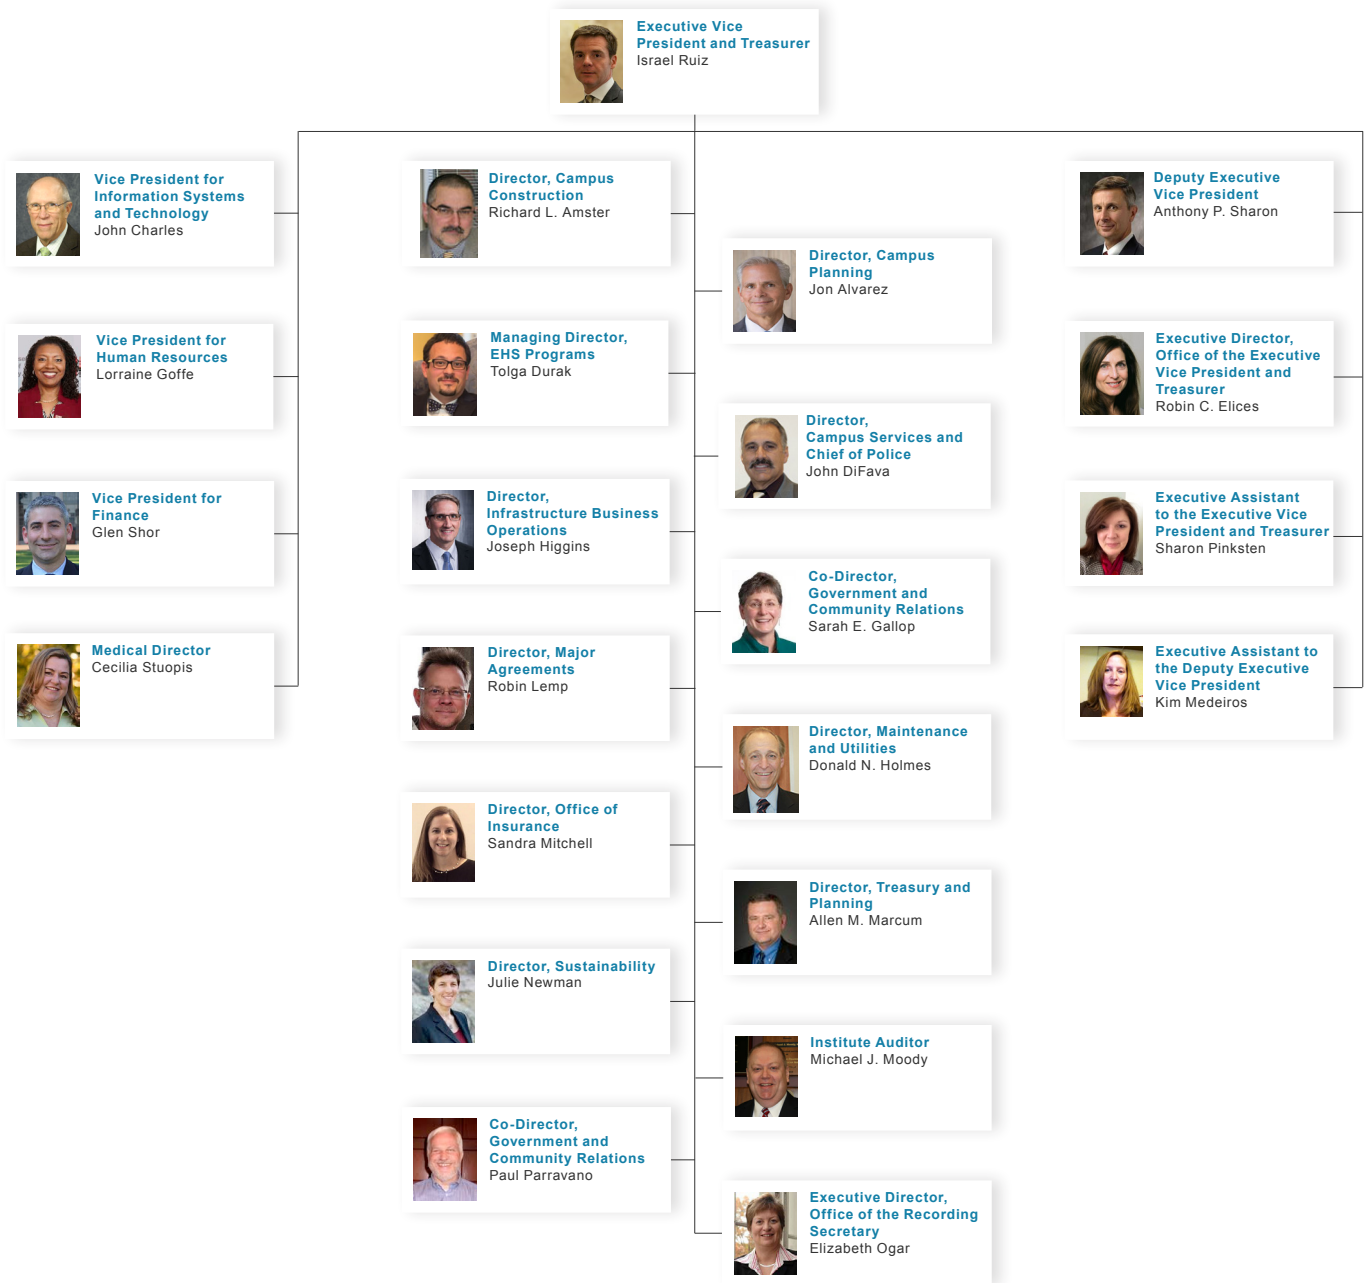 Executive Vice
President and Treasurer
Israel Ruiz
Vice President for
Information Systems
and Technology
John Charles
Vice President for
Human Resources
Lorraine Goffe
Vice President for
Finance
Glen Shor
Medical Director
Cecilia Stuopis
Director, Campus
Construction
Richard L. Amster
Managing Director,
EHS Programs
Tolga Durak
Director,
Infrastructure Business
Operations
Joseph Higgins
Director, Major
Agreements
Robin Lemp
Director, Office of
Insurance
Sandra Mitchell
Director, Sustainability
Julie Newman
Co-Director,
Government and
Community Relations
Paul Parravano
Director, Campus
Planning
Jon Alvarez
Director,
Campus Services and
Chief of Police
John DiFava
Co-Director,
Government and
Community Relations
Sarah E. Gallop
Director, Maintenance
and Utilities
Donald N. Holmes
Director, Treasury and
Planning
Allen M. Marcum
Institute Auditor
Michael J. Moody
Executive Director,
Office of the Recording
Secretary
Elizabeth Ogar
Deputy Executive
Vice President
Anthony P. Sharon
Executive Director,
Office of the Executive
Vice President and
Treasurer
Robin C. Elices
Executive Assistant
to the Executive Vice
President and Treasurer
Sharon Pinksten
Executive Assistant to
the Deputy Executive
Vice President
Kim Medeiros